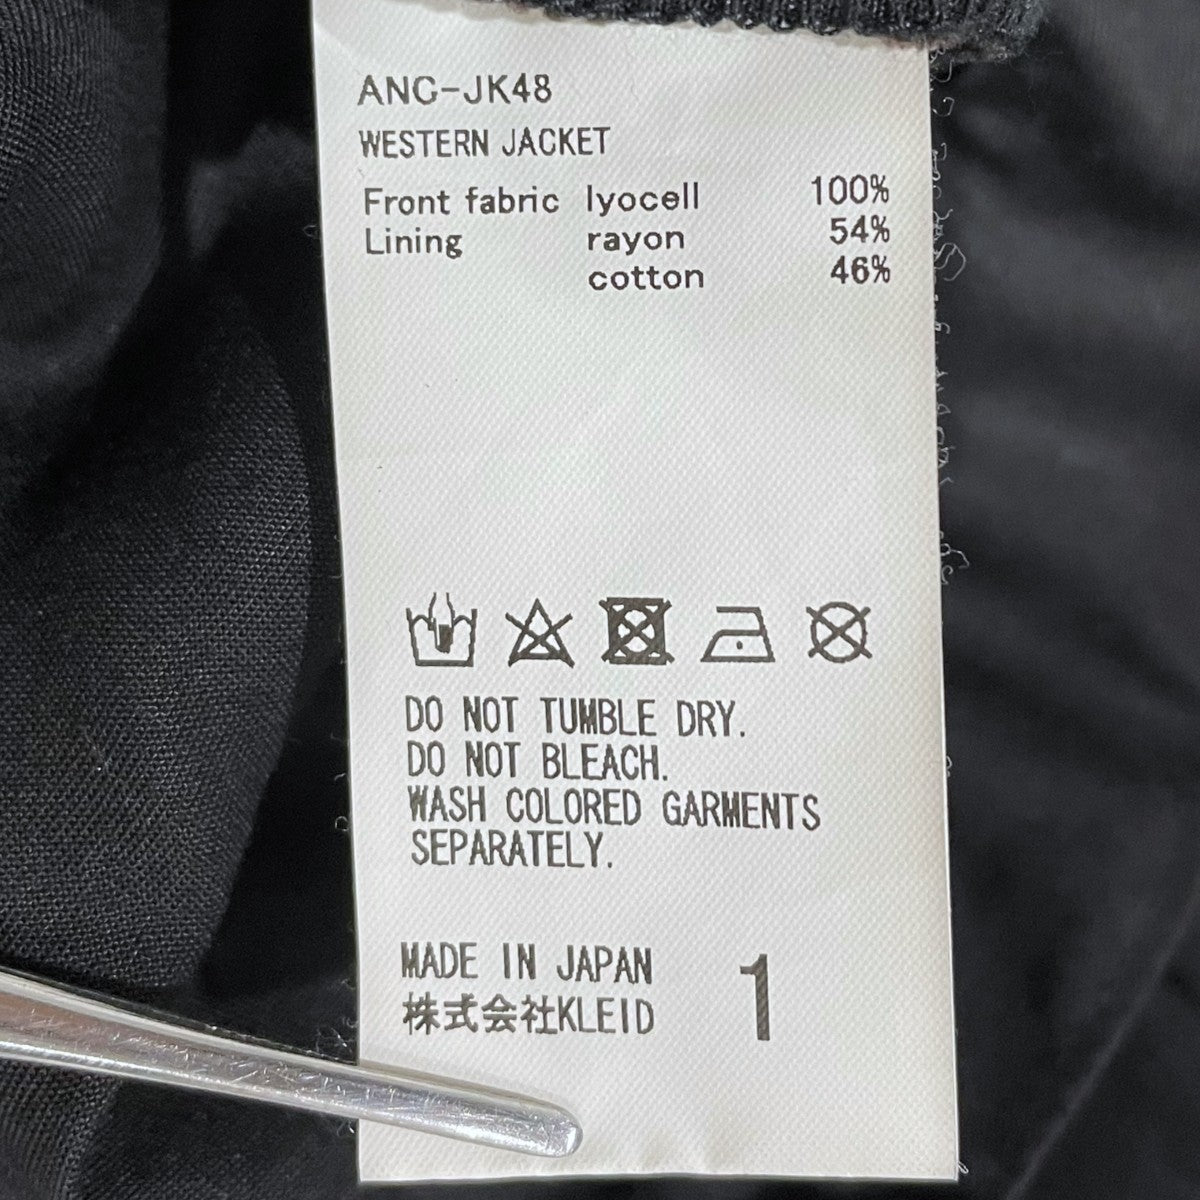 ANC-JK48
WESTERN JACKET
Front fabric lyocell 100%
Lining rayon 54%
cotton 46%
DO NOT TUMBLE DRY.
DO NOT BLEACH.
WASH COLORED GARMENTS
SEPARATELY.
MADE IN JAPAN
株式会社KLEID
1